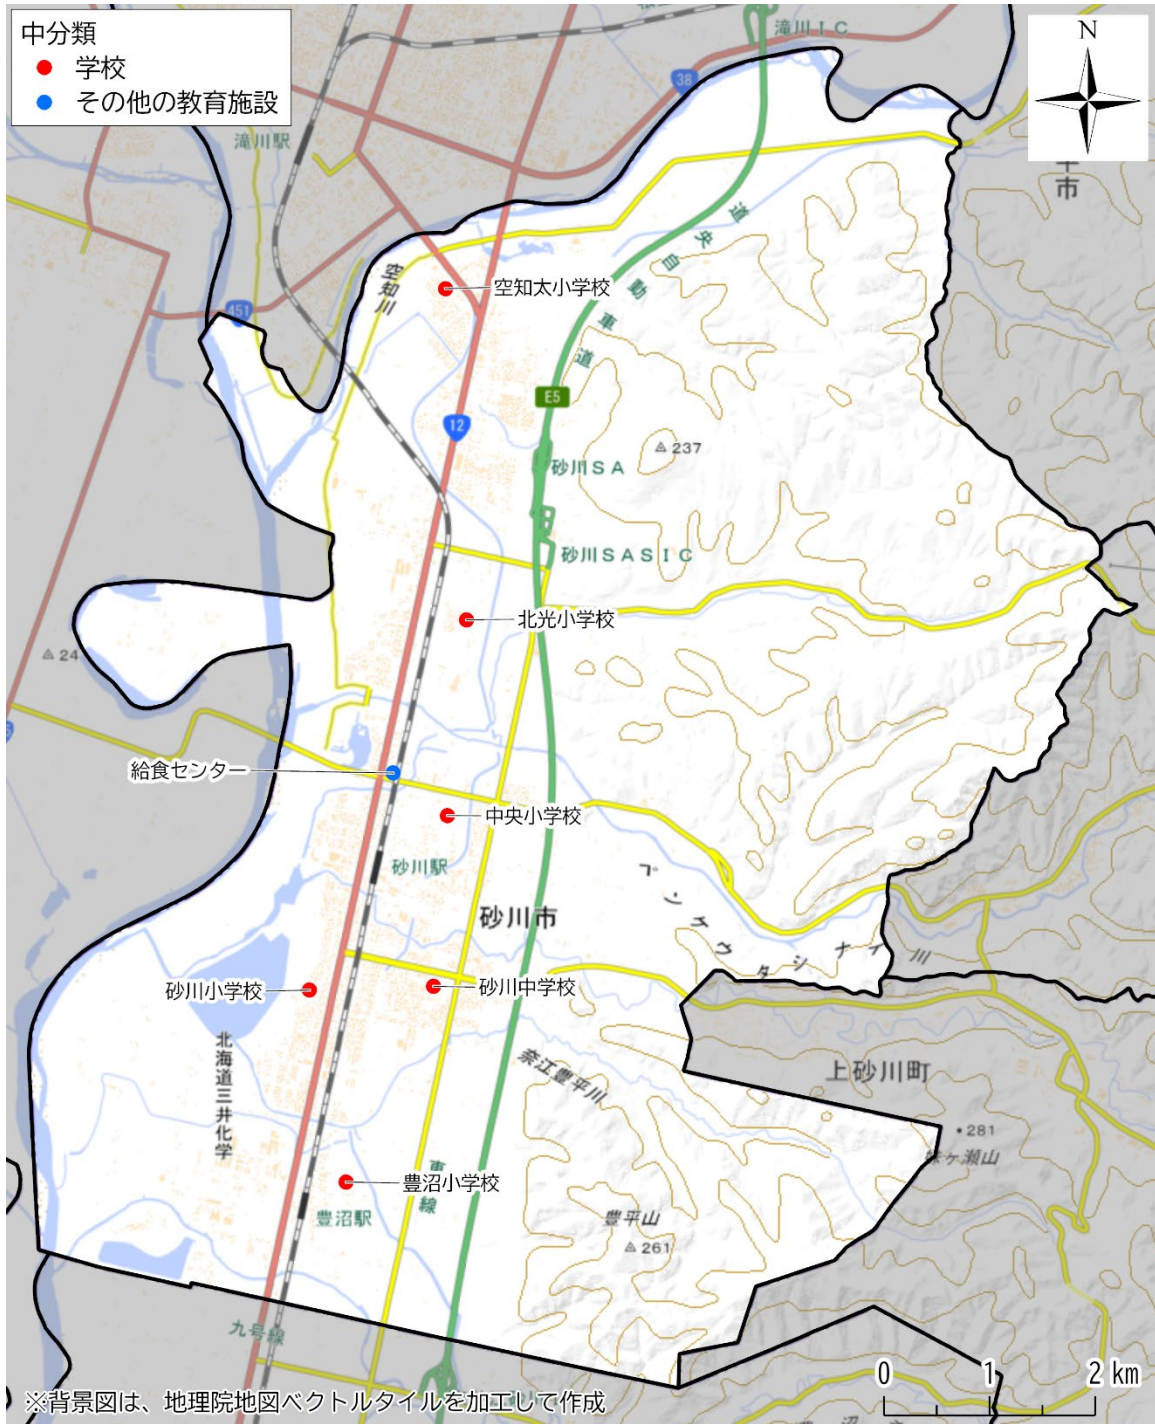 中分類
学校
その他の教育施設
N
滝川IC
38
滝川駅
市
道央自動車道
空知川
空知太小学校
451
E5
12
237
砂川SA
砂川SASIC
北光小学校
24
給食センター
中央小学校
砂川駅
ペンケウタシナイ川
砂川市
砂川小学校
砂川中学校
北海道三井化学
奈江豊平川
上砂川町
281
豊沼小学校
豊沼駅
豊平山
261
九号線
0 1 2 km
※背景図は、地理院地図ベクトルタイルを加工して作成